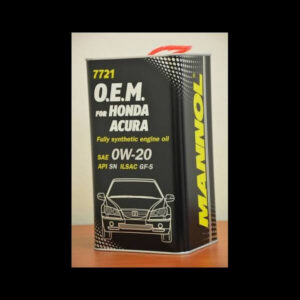 7721
O.E.M.
FOR HONDA
ACURA
Fully synthetic engine oil
SAE 0W-20
API SN ILSAC GF-5
MANNOL